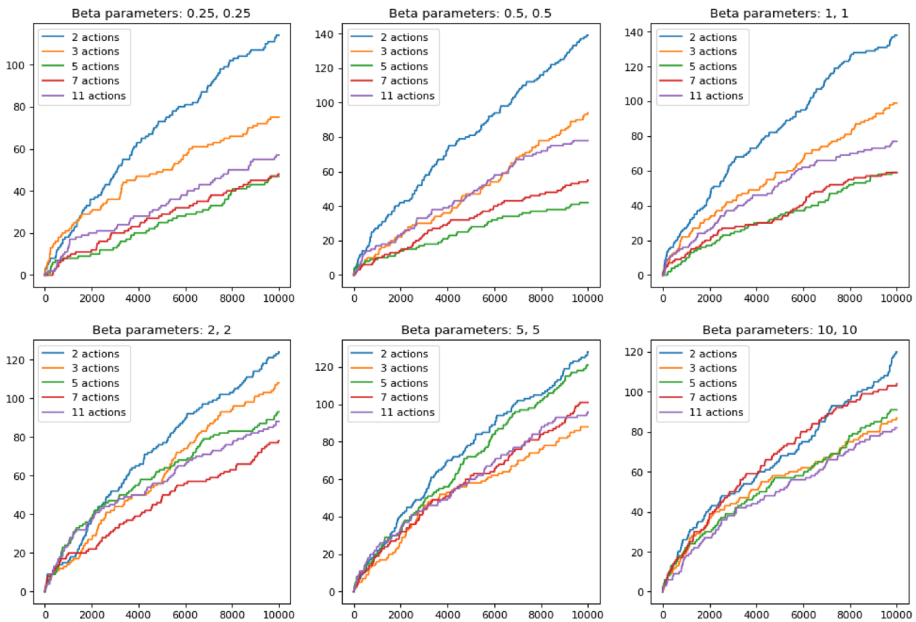 Beta parameters: 0.25, 0.25
2 actions
3 actions
5 actions
7 actions
11 actions
100
80
60
40
20
0
0 2000 4000 6000 8000 10000
Beta parameters: 0.5, 0.5
2 actions
3 actions
5 actions
7 actions
11 actions
140
120
100
80
60
40
20
0
0 2000 4000 6000 8000 10000
Beta parameters: 1, 1
2 actions
3 actions
5 actions
7 actions
11 actions
140
120
100
80
60
40
20
0
0 2000 4000 6000 8000 10000
Beta parameters: 2, 2
2 actions
3 actions
5 actions
7 actions
11 actions
120
100
80
60
40
20
0
0 2000 4000 6000 8000 10000
Beta parameters: 5, 5
2 actions
3 actions
5 actions
7 actions
11 actions
120
100
80
60
40
20
0
0 2000 4000 6000 8000 10000
Beta parameters: 10, 10
2 actions
3 actions
5 actions
7 actions
11 actions
120
100
80
60
40
20
0
0 2000 4000 6000 8000 10000